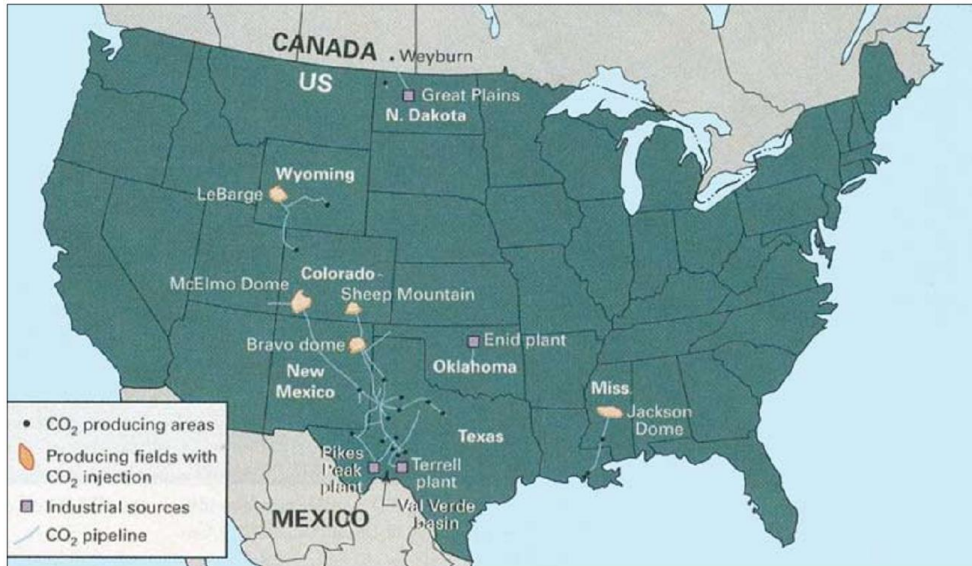 CANADA
Weyburn
US
Great Plains
N. Dakota
Wyoming
LeBarge
Colorado
McElmo Dome
Sheep Mountain
Bravo dome
Enid plant
Oklahoma
New
Mexico
Miss
Jackson
Dome
Texas
Pikes
Peak
plant
Terrell
plant
Val Verde
basin
MEXICO
CO₂ producing areas
Producing fields with
CO₂ injection
Industrial sources
CO₂ pipeline